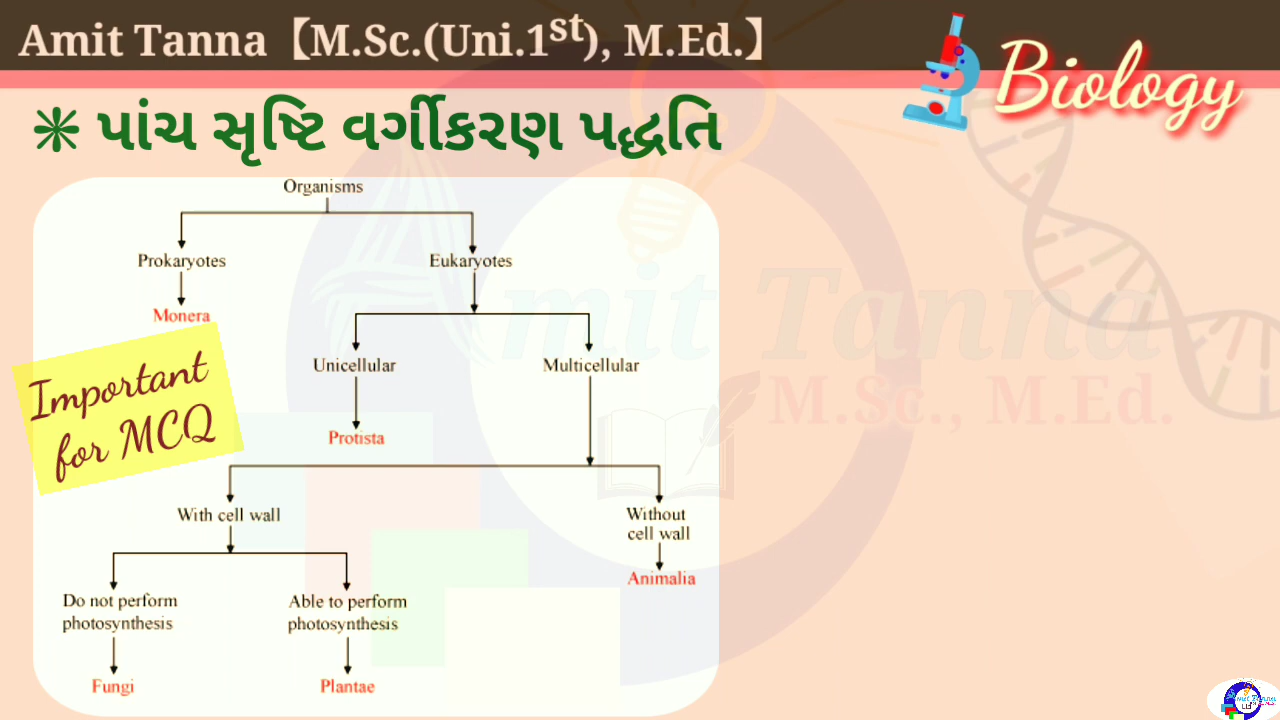 Amit Tanna【M.Sc.(Uni.1st), M.Ed.】
Biology
❊ પાંચ સૃષ્ટિ વર્ગીકરણ પદ્ધતિ
Organisms
Prokaryotes
Eukaryotes
Monera
Unicellular
Multicellular
Important
for MCQ
Protista
With cell wall
Without
cell wall
Animalia
Do not perform
photosynthesis
Able to perform
photosynthesis
Fungi
Plantae
Amit Tanna
M.Sc., M.Ed.